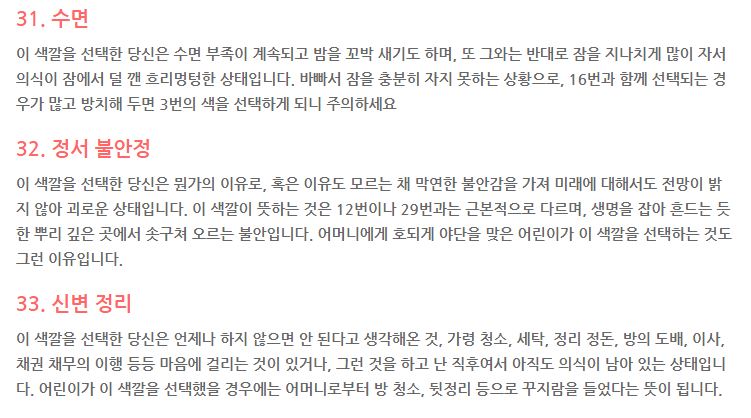 31. 수면
이 색깔을 선택한 당신은 수면 부족이 계속되고 밤을 꼬박 새기도 하며, 또 그와는 반대로 잠을 지나치게 많이 자서
의식이 잠에서 덜 깬 흐리멍텅한 상태입니다. 바빠서 잠을 충분히 자지 못하는 상황으로, 16번과 함께 선택되는 경
우가 많고 방치해 두면 3번의 색을 선택하게 되니 주의하세요
32. 정서 불안정
이 색깔을 선택한 당신은 뭔가의 이유로, 혹은 이유도 모르는 채 막연한 불안감을 가져 미래에 대해서도 전망이 밝
지 않아 괴로운 상태입니다. 이 색깔이 뜻하는 것은 12번이나 29번과는 근본적으로 다르며, 생명을 잡아 흔드는 듯
한 뿌리 깊은 곳에서 솟구쳐 오르는 불안입니다. 어머니에게 호되게 야단을 맞은 어린이가 이 색깔을 선택하는 것도
그런 이유입니다.
33. 신변 정리
이 색깔을 선택한 당신은 언제나 하지 않으면 안 된다고 생각해온 것, 가령 청소, 세탁, 정리 정돈, 방의 도배, 이사,
채권 채무의 이행 등등 마음에 걸리는 것이 있거나, 그런 것을 하고 난 직후여서 아직도 의식이 남아 있는 상태입니
다. 어린이가 이 색깔을 선택했을 경우에는 어머니로부터 방 청소, 뒷정리 등으로 꾸지람을 들었다는 뜻이 됩니다.